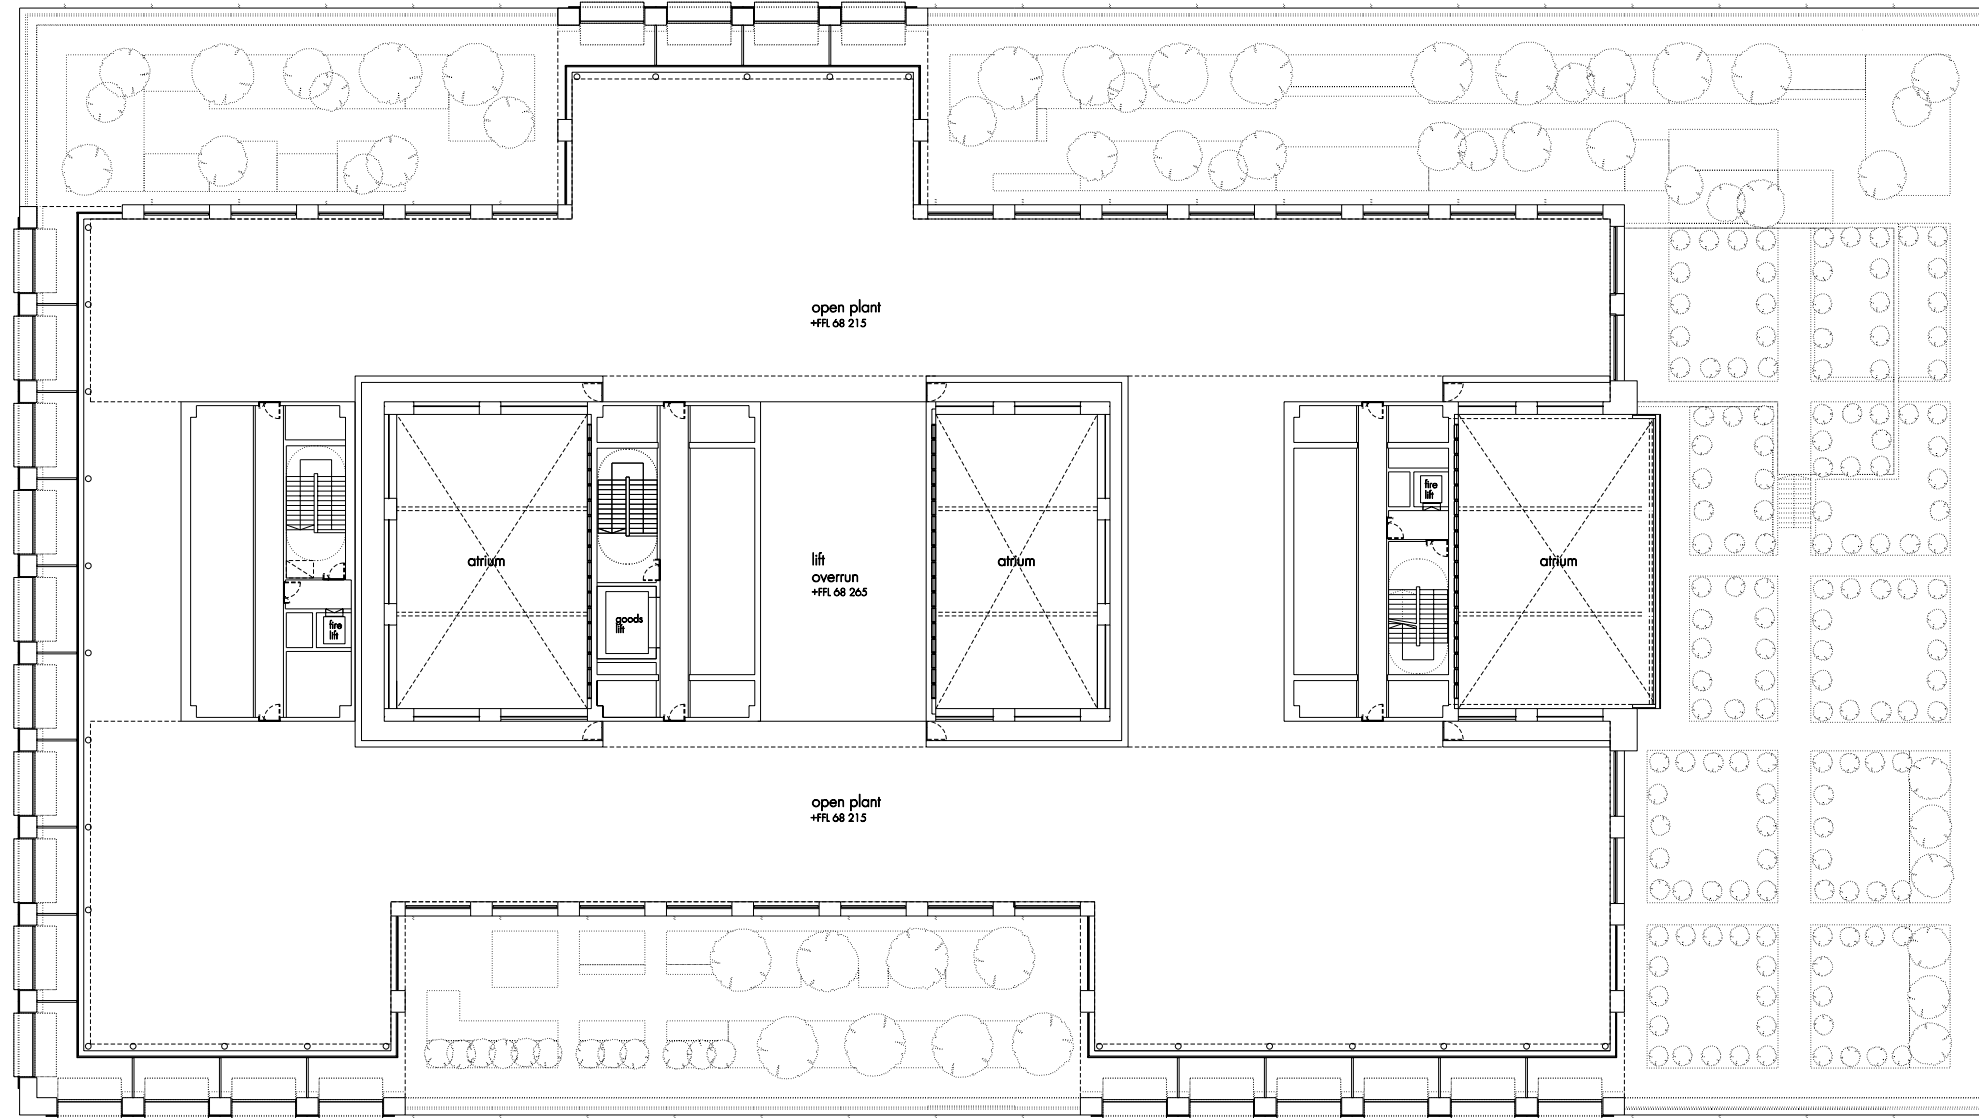 open plant
+FFL 68 215
fire
lift
atrium
atrium
atrium
lift
overrun
+FFL 68 265
goods
lift
fire
lift
open plant
+FFL 68 215